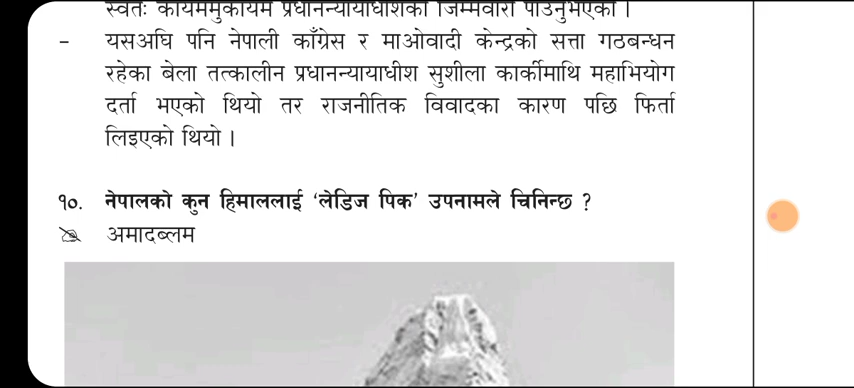 स्वतः कायममुकायम प्रधानन्यायाधीशको जिम्मेवारी पाउनुभएको ।
– यसअघि पनि नेपाली काँग्रेस र माओवादी केन्द्रको सत्ता गठबन्धन
रहेका बेला तत्कालीन प्रधानन्यायाधीश सुशीला कार्कीमाथि महाभियोग
दर्ता भएको थियो तर राजनीतिक विवादका कारण पछि फिर्ता
लिइएको थियो ।
१०. नेपालको कुन हिमाललाई ‘लेडिज पिक’ उपनामले चिनिन्छ ?
अमादब्लम